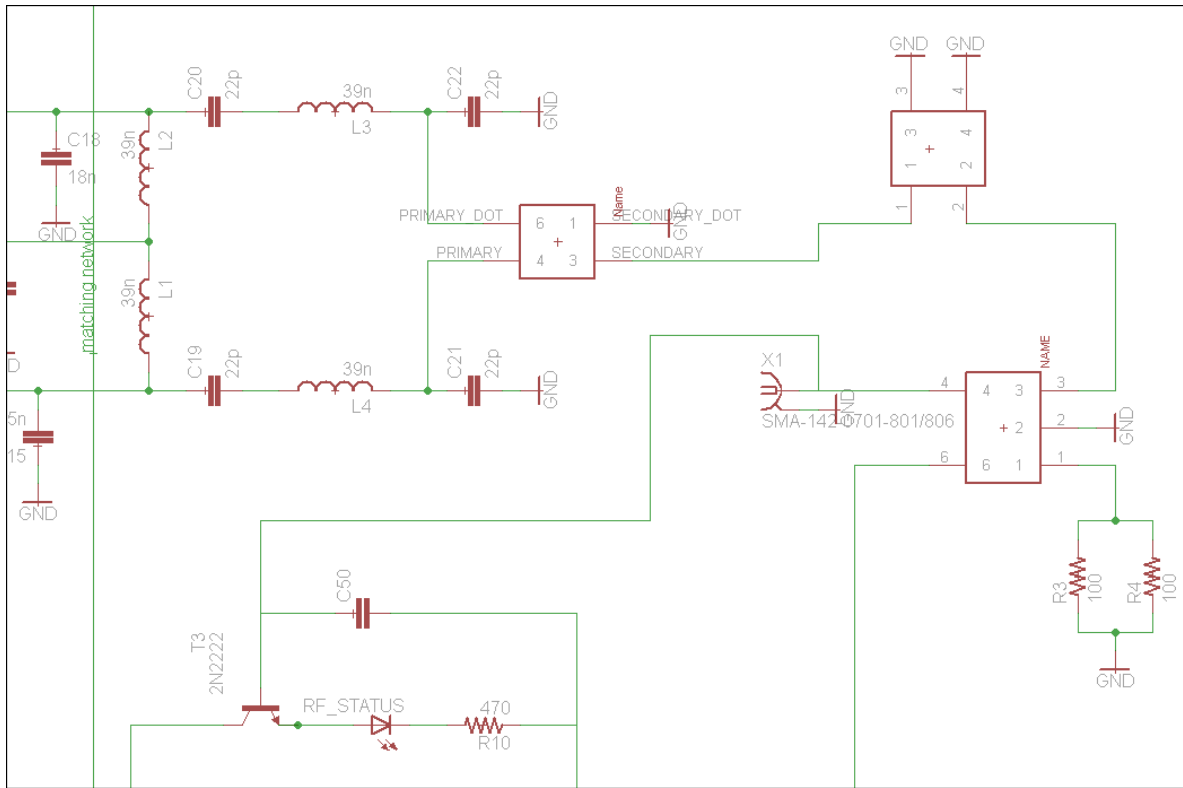 GND GND
C20
22p
39n
L3
C22
22p
GND
3 4
3 4
1 2
1 2
C18
18n
GND
39n
L2
matching network
39n
L1
PRIMARY_DOT
PRIMARY
6 1
4 3
Name
SECONDARY_DOT
GND
SECONDARY
C19
22p
39n
L4
C21
22p
GND
D
5n
15
GND
X1
GND
SMA-142-0701-801/806
NAME
4 4 3 3
2 2
6 6 1 1
GND
R3
100
R4
100
GND
C50
T3
2N2222
RF_STATUS
470
R10